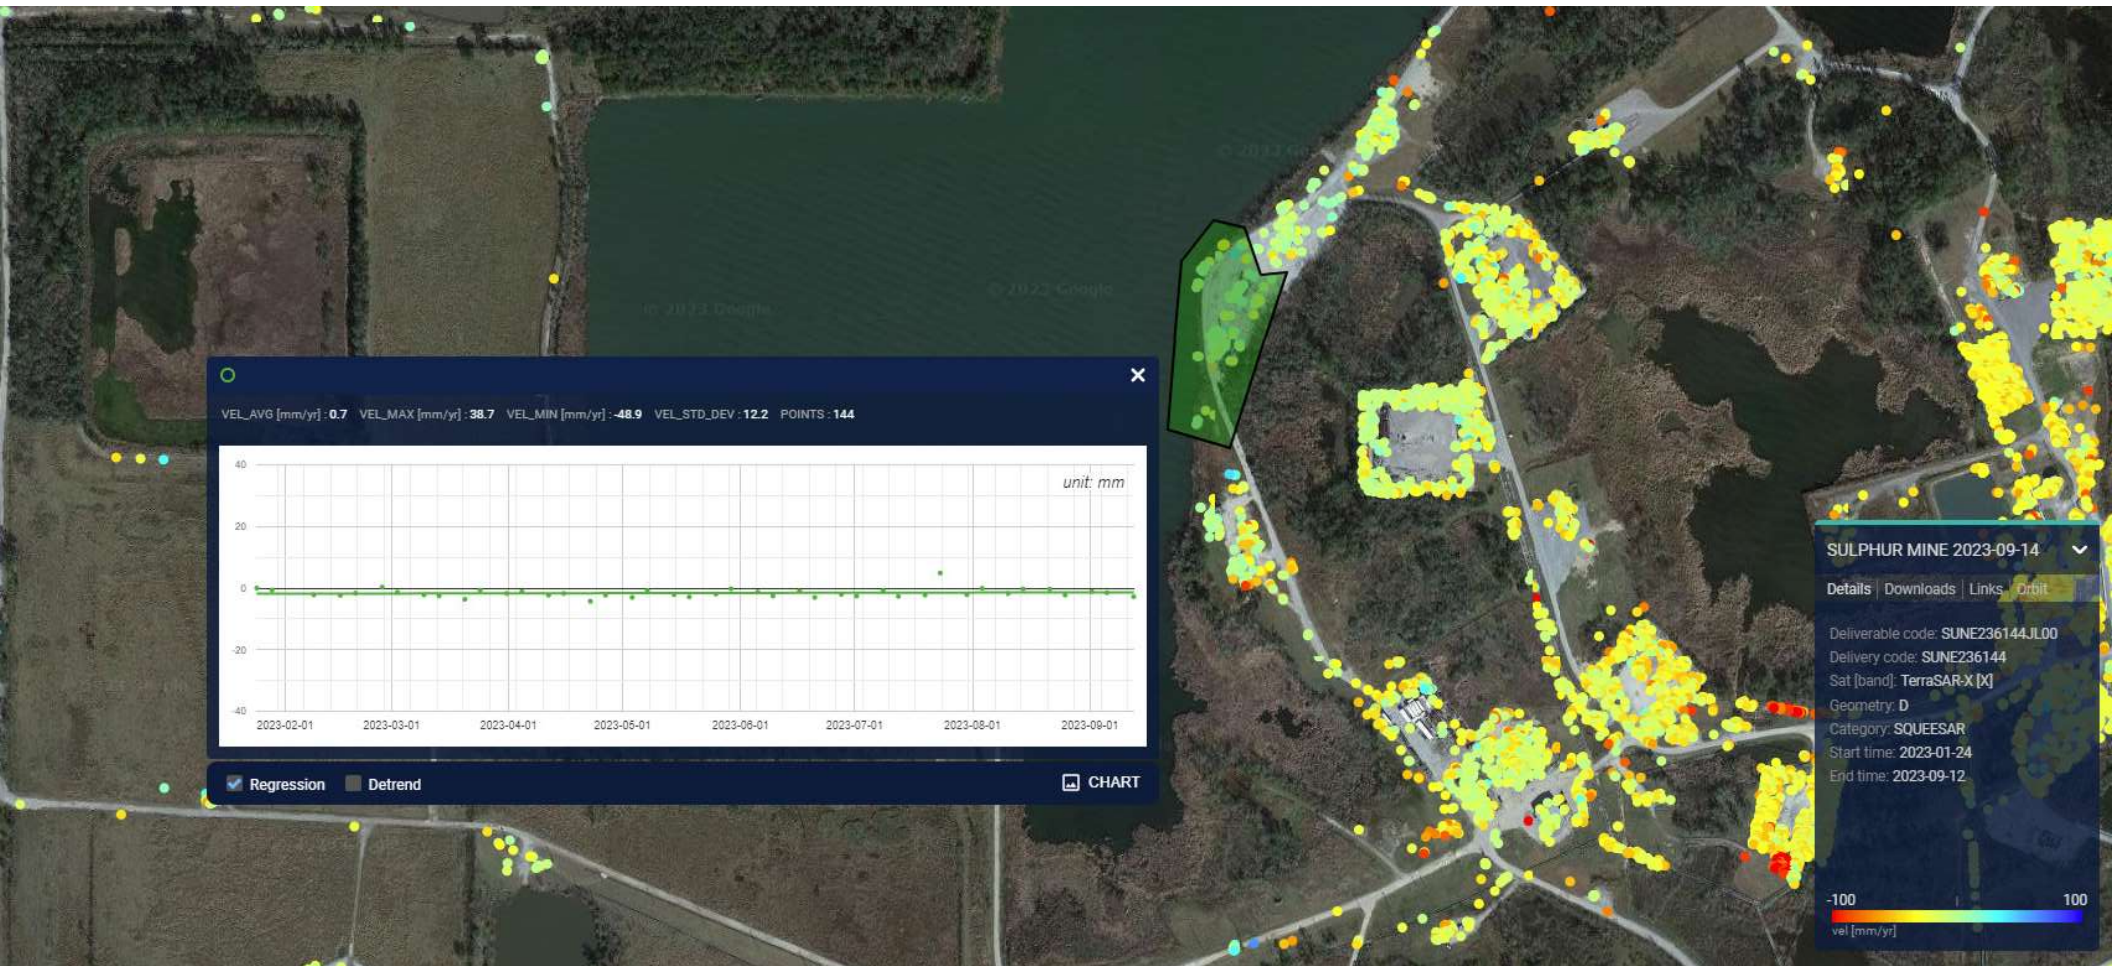 © 2023 Google
© 2023 Google
VEL_AVG [mm/yr] : 0.7 VEL_MAX [mm/yr] : 38.7 VEL_MIN [mm/yr] : -48.9 VEL_STD_DEV : 12.2 POINTS : 144
unit: mm
40
20
0
-20
-40
2023-02-01 2023-03-01 2023-04-01 2023-05-01 2023-06-01 2023-07-01 2023-08-01 2023-09-01
Regression Detrend CHART
SULPHUR MINE 2023-09-14
Details | Downloads | Links Orbit
Deliverable code: SUNE236144JL00
Delivery code: SUNE236144
Sat [band]: TerraSAR-X [X]
Geometry: D
Category: SQUEESAR
Start time: 2023-01-24
End time: 2023-09-12
-100 100
vel [mm/yr]